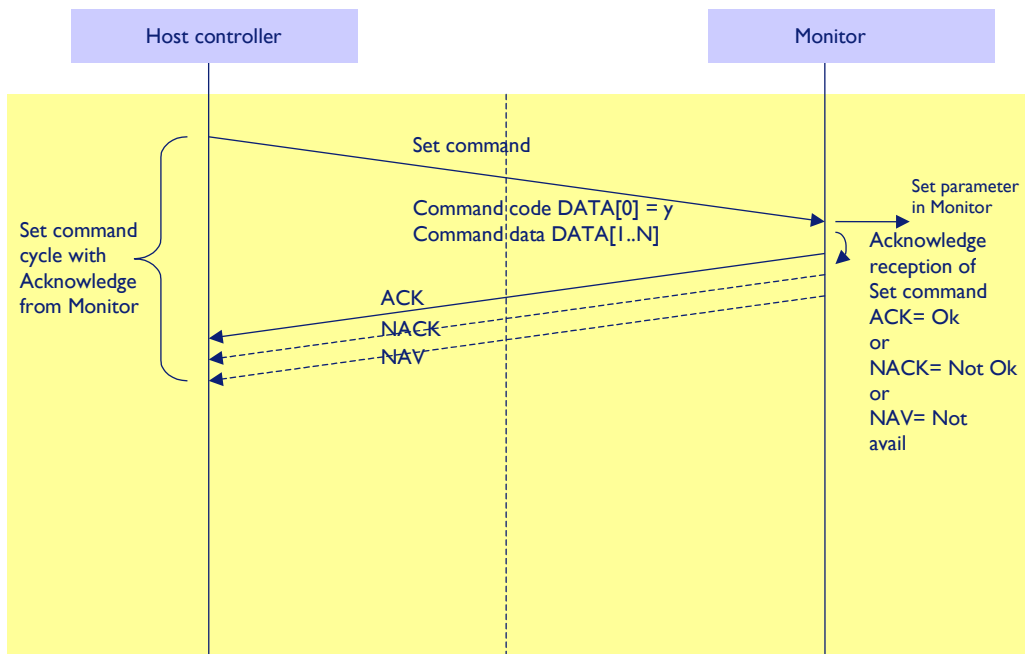 Host controller
Monitor
Set command
Command code DATA[0] = y
Command data DATA[1..N]
Set parameter
in Monitor
Set command
cycle with
Acknowledge
from Monitor
Acknowledge
reception of
Set command
ACK= Ok
or
NACK= Not Ok
or
NAV= Not
avail
ACK
NACK
NAV